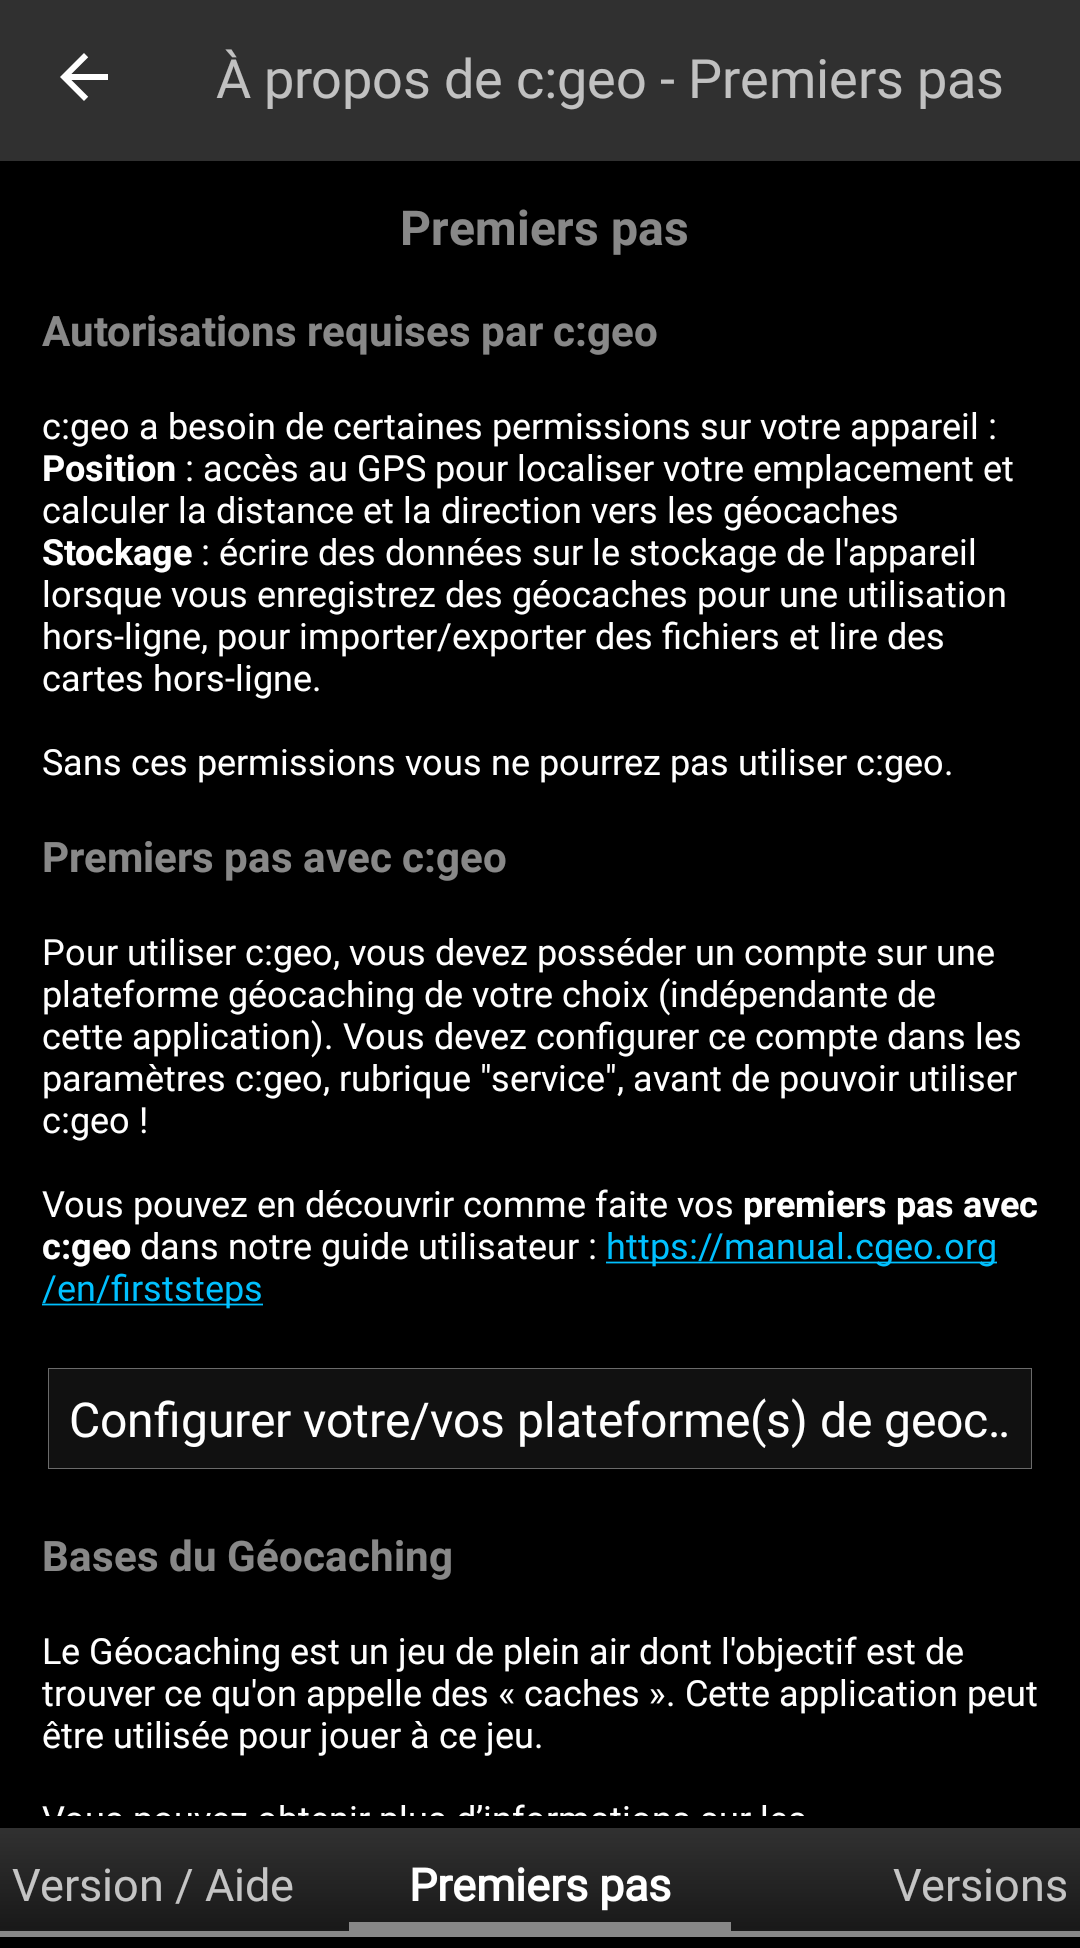 À propos de c:geo - Premiers pas
Premiers pas
Autorisations requises par c:geo
c:geo a besoin de certaines permissions sur votre appareil :
Position : accès au GPS pour localiser votre emplacement et
calculer la distance et la direction vers les géocaches
Stockage : écrire des données sur le stockage de l'appareil
lorsque vous enregistrez des géocaches pour une utilisation
hors-ligne, pour importer/exporter des fichiers et lire des
cartes hors-ligne.
Sans ces permissions vous ne pourrez pas utiliser c:geo.
Premiers pas avec c:geo
Pour utiliser c:geo, vous devez posséder un compte sur une
plateforme géocaching de votre choix (indépendante de
cette application). Vous devez configurer ce compte dans les
paramètres c:geo, rubrique "service", avant de pouvoir utiliser
c:geo !
Vous pouvez en découvrir comme faite vos premiers pas avec
c:geo dans notre guide utilisateur : https://manual.cgeo.org
/en/firststeps
Configurer votre/vos plateforme(s) de geoc..
Bases du Géocaching
Le Géocaching est un jeu de plein air dont l'objectif est de
trouver ce qu'on appelle des « caches ». Cette application peut
être utilisée pour jouer à ce jeu.
Vous pouvez obtenir plus d’informations sur les
Version / Aide
Premiers pas
Versions